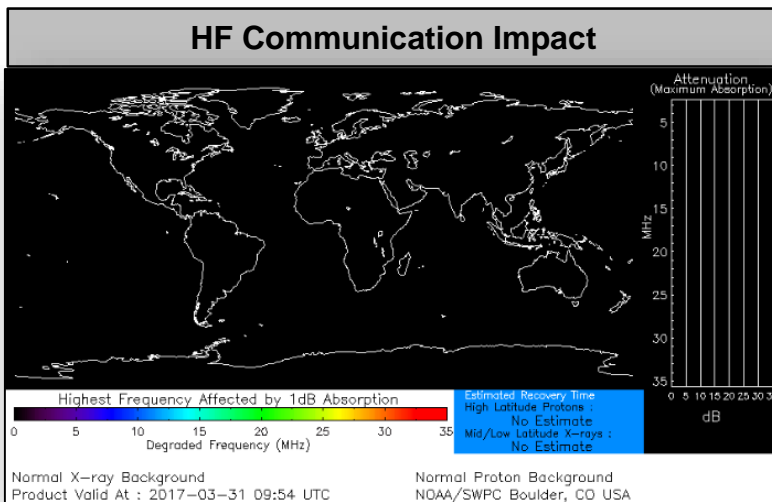 HF Communication Impact
Attenuation
(Maximum Absorption)
5
10
15
20
25
30
35
MHz
0 5 10 15 20 25 30
dB
Highest Frequency Affected by 1dB Absorption
0 5 10 15 20 25 30 35
Degraded Frequency (MHz)
Estimated Recovery Time
High Latitude Protons :
No Estimate
Mid/Low Latitude X-rays :
No Estimate
Normal X-ray Background
Normal Proton Background
Product Valid At : 2017-03-31 09:54 UTC
NOAA/SWPC Boulder, CO USA